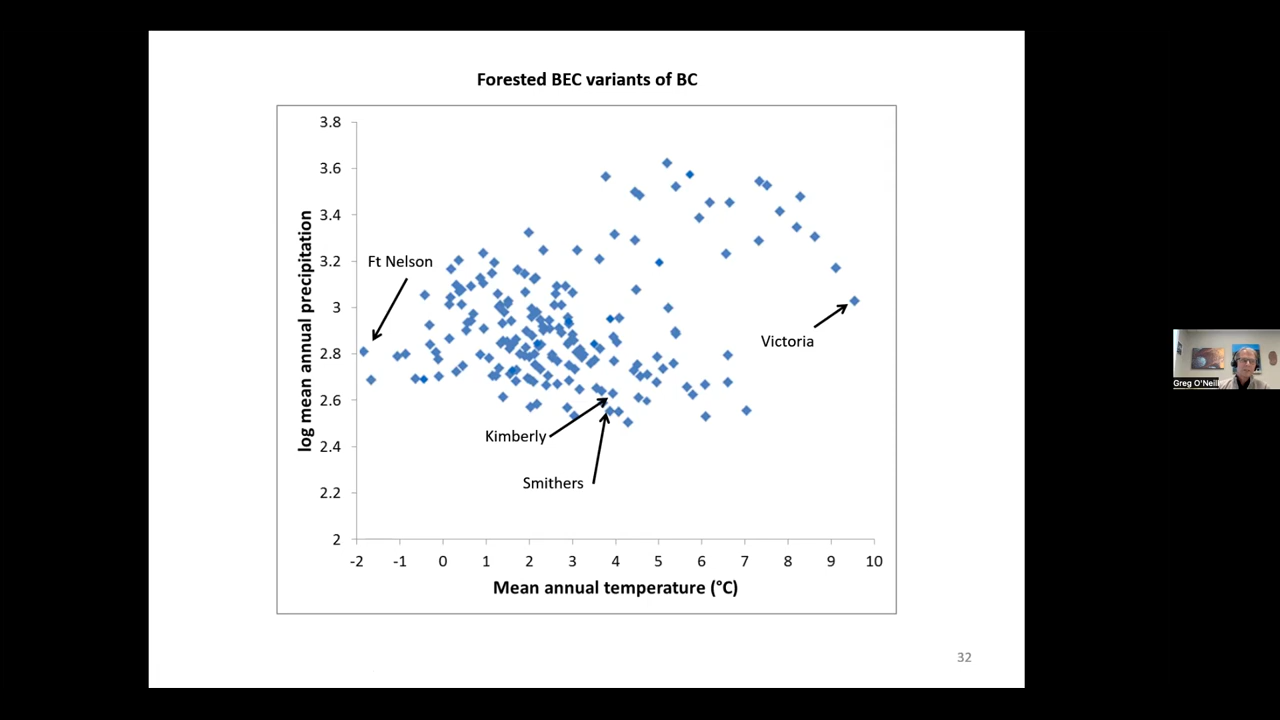 Forested BEC variants of BC
3.8
3.6
3.4
3.2
3
2.8
2.6
2.4
2.2
2
log mean annual precipitation
Ft Nelson
Victoria
Kimberly
Smithers
-2 -1 0 1 2 3 4 5 6 7 8 9 10
Mean annual temperature (°C)
32
Greg O'Neill